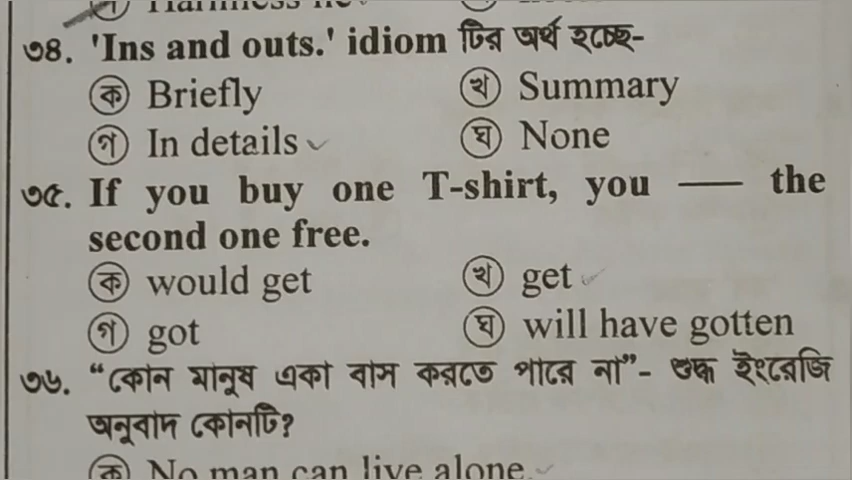 ৩৪. 'Ins and outs.' idiom টির অর্থ হচ্ছে-
ক Briefly খ Summary
গ In details ঘ None
৩৫. If you buy one T-shirt, you —— the
second one free.
ক would get খ get
গ got ঘ will have gotten
৩৬. “কোন মানুষ একা বাস করতে পারে না”- শুদ্ধ ইংরেজি
অনুবাদ কোনটি?
ক No man can live alone.